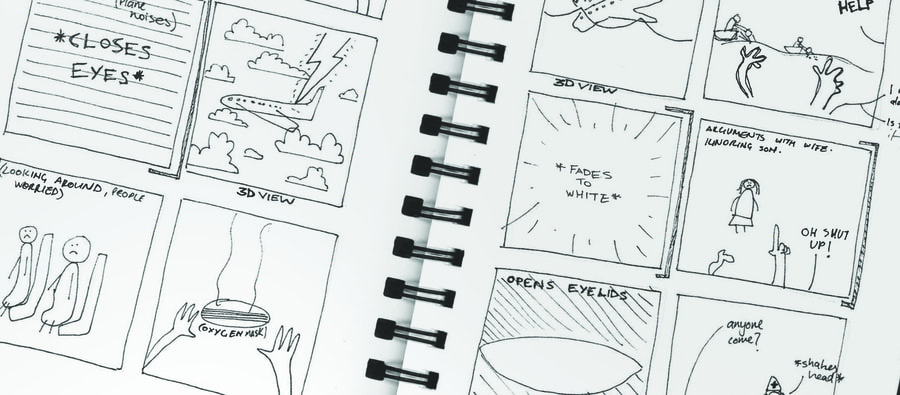 (Plane
noises)
*CLOSES
EYES*
3D VIEW
(LOOKING AROUND, PEOPLE
WORRIED)
(OXYGEN MASK)
HELP
3D VIEW
*FADES
TO
WHITE*
ARGUMENTS WITH WIFE.
IGNORING SON.
OH SHUT
UP!
OPENS EYELIDS
anyone
come?
*shakes
head*